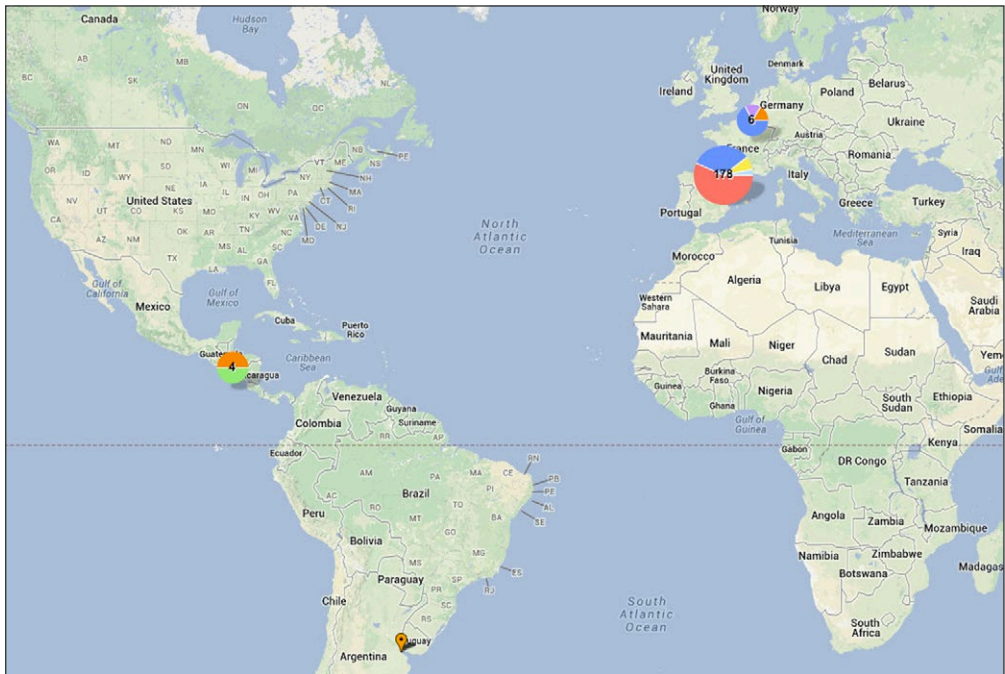 Canada
Hudson
Bay
Norway
AB
MB
SK
BC
NL
ON
QC
United
Kingdom
Denmark
Ireland
Poland
Belarus
Germany
6
Ukraine
Austria
France
Romania
178
Italy
Portugal
Greece
Turkey
WA
MT
ND
MN
NB
PE
VT
ME
NS
OR
ID
SD
WI
MI
NY
NH
WY
IA
MA
NE
IL
IN
OH
PA
CT
RI
NV
UT
United States
CO
KS
MO
KY
WV
VA
DE
NJ
MD
CA
OK
AR
TN
NC
AZ
NM
MS
AL
SC
TX
LA
GA
FL
North
Atlantic
Ocean
Mediterranean
Sea
Syria
Tunisia
Iraq
Morocco
Gulf of
California
Gulf of
Mexico
Mexico
Algeria
Libya
Egypt
Western
Sahara
Saudi
Arabia
Cuba
Puerto
Rico
Mauritania
Mali
Niger
Chad
Sudan
Yem
Caribbean
Sea
4
caragua
Burkina
Faso
Guinea
Nigeria
Ghana
South
Sudan
Ethiopia
Gulf of
Guinea
Somalia
Venezuela
Guyana
Suriname
Colombia
RR
AP
Ecuador
Gabon
Kenya
DR Congo
Tanzania
AM
PA
MA
CE
RN
PB
PE
PI
AL
SE
AC
RO
TO
BA
Brazil
MT
GO
Peru
Bolivia
MG
ES
MS
SP
RJ
Paraguay
PR
SC
RS
Angola
Zambia
Mozambique
Namibia
Zimbabwe
Botswana
Madagas
Chile
South
Atlantic
Ocean
South
Africa
uguay
Argentina